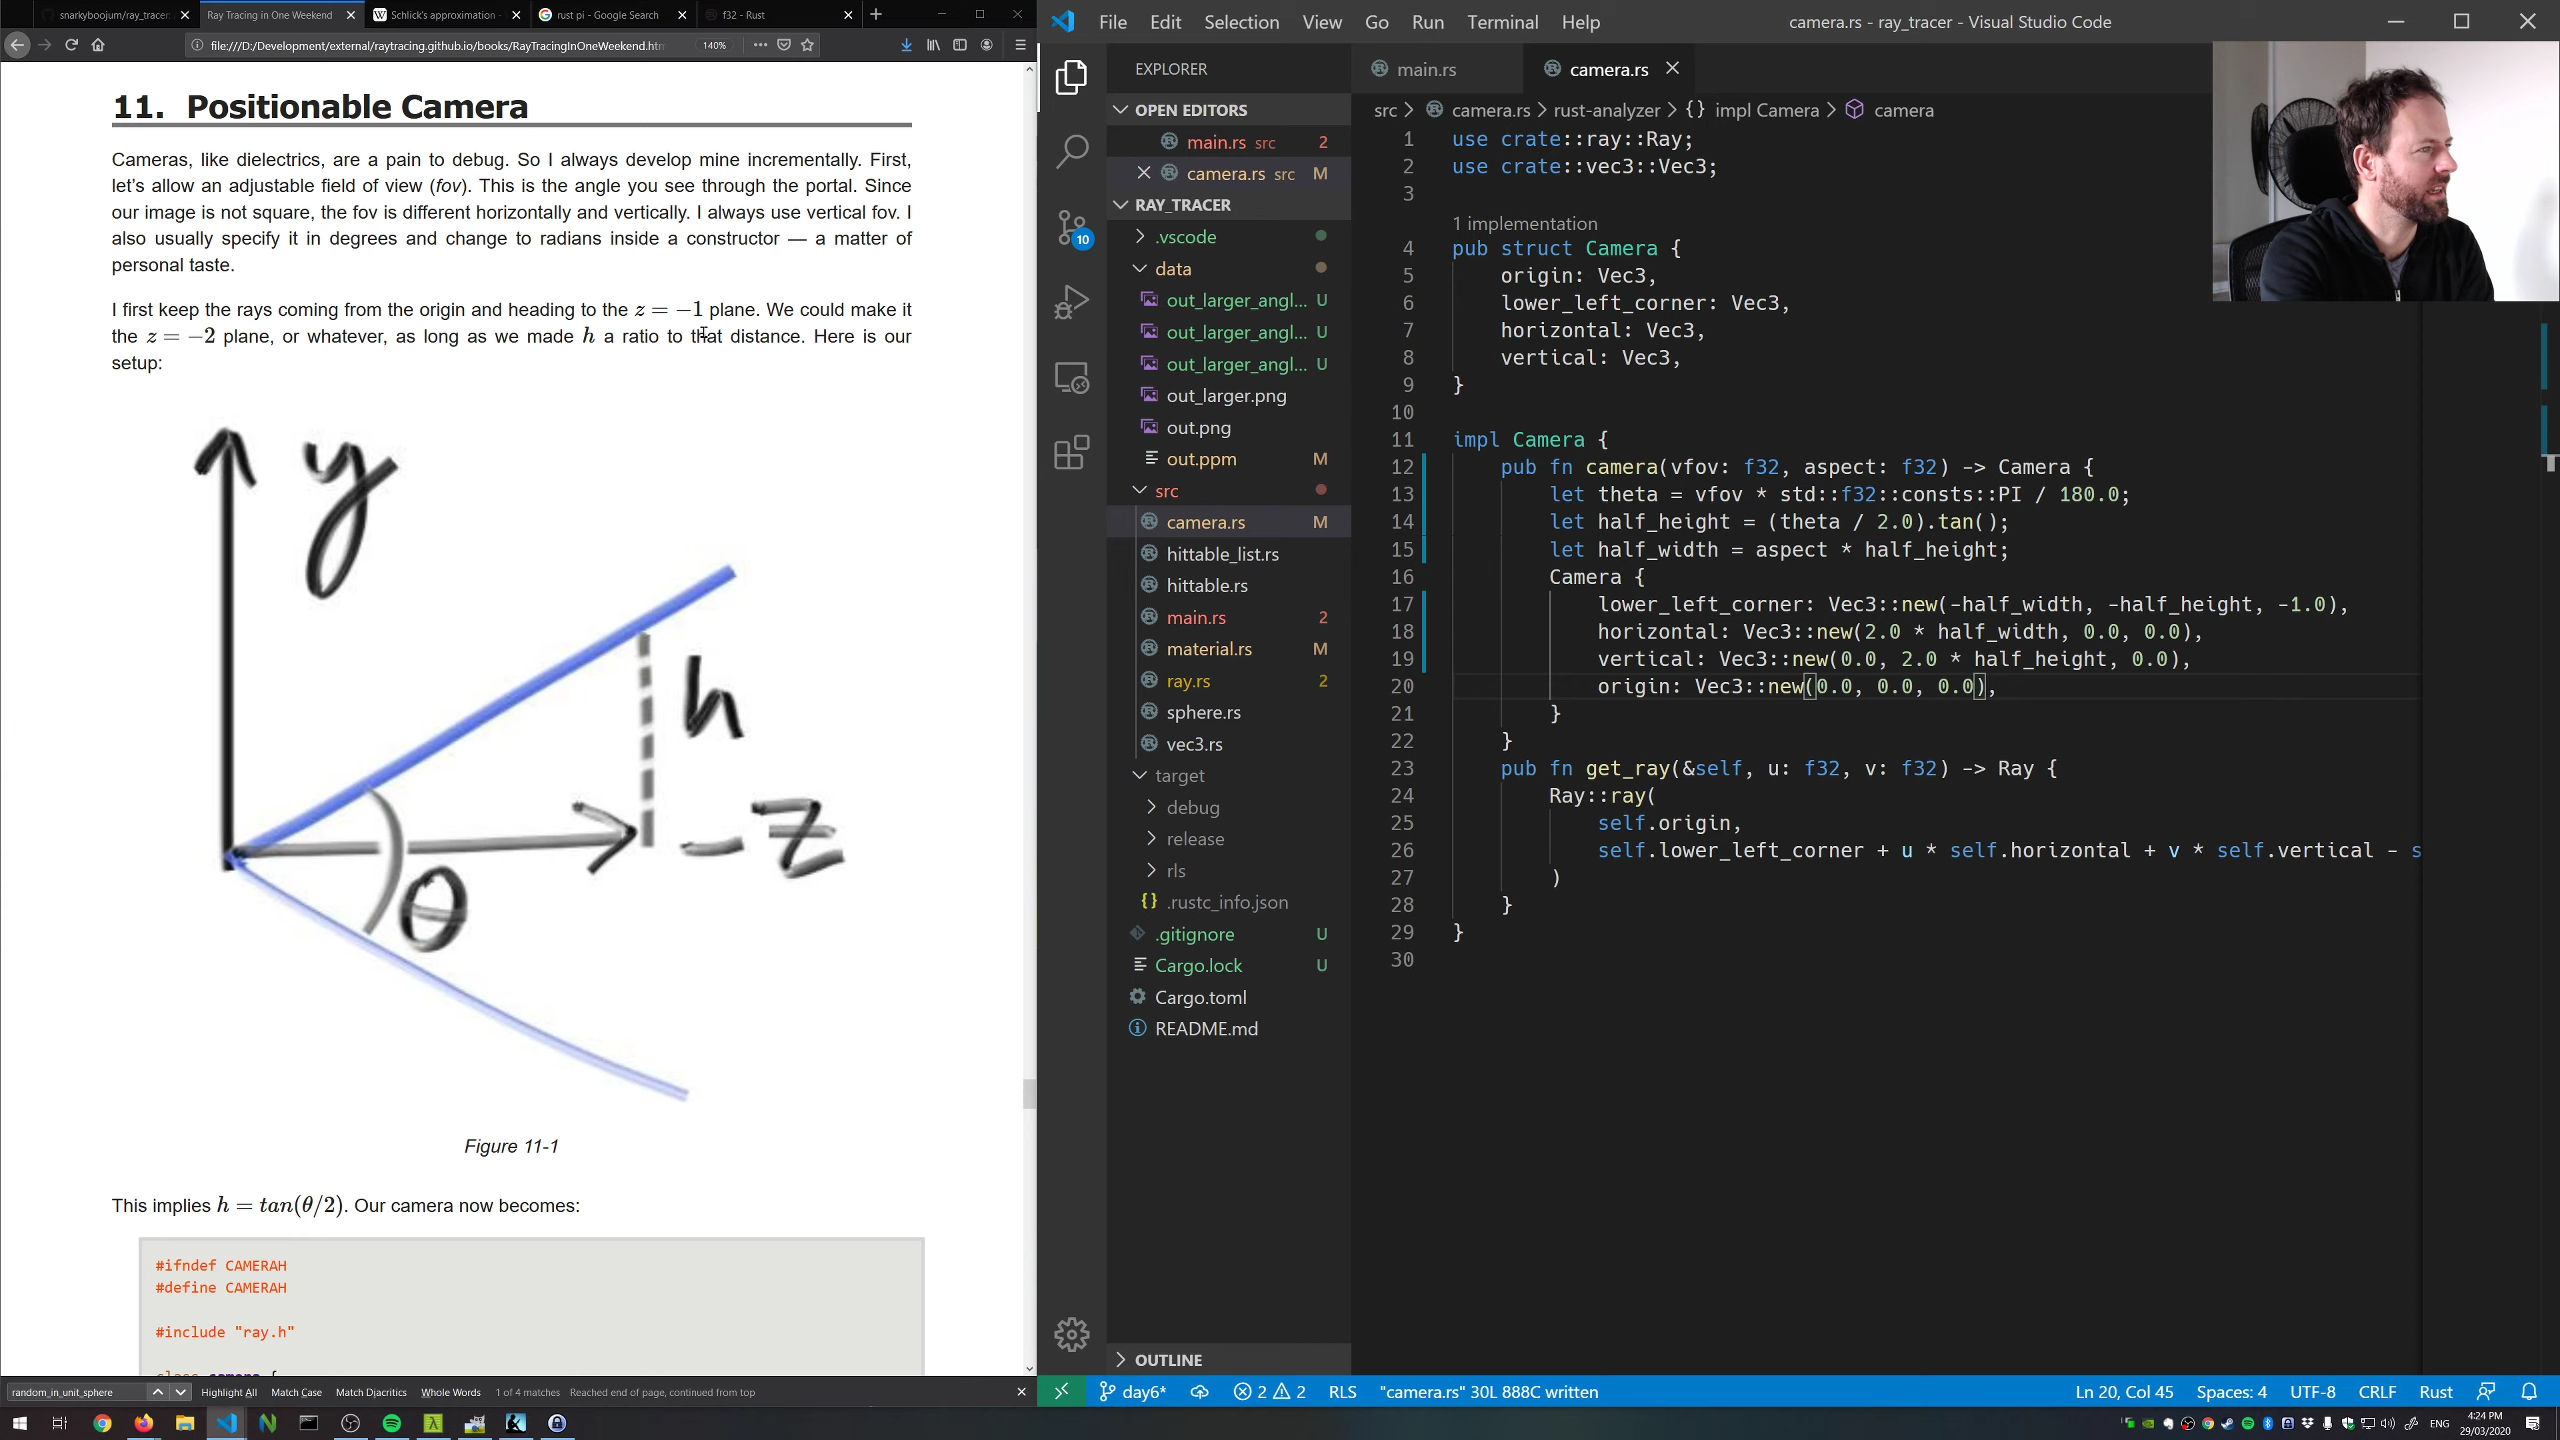 snarkyboojum/ray_tracer:
Ray Tracing in One Weekend
Schlick's approximation -
rust pi - Google Search
f32 - Rust
file:///D:/Development/external/raytracing.github.io/books/RayTracingInOneWeekend.htm
140%
11. Positionable Camera
Cameras, like dielectrics, are a pain to debug. So I always develop mine incrementally. First,
let's allow an adjustable field of view (fov). This is the angle you see through the portal. Since
our image is not square, the fov is different horizontally and vertically. I always use vertical fov. I
also usually specify it in degrees and change to radians inside a constructor — a matter of
personal taste.
I first keep the rays coming from the origin and heading to the z = −1 plane. We could make it
the z = −2 plane, or whatever, as long as we made h a ratio to that distance. Here is our
setup:
y
h
-z
θ
Figure 11-1
This implies h = tan(θ/2). Our camera now becomes:
#ifndef CAMERAH
#define CAMERAH
#include "ray.h"
class camera {
random_in_unit_sphere
Highlight All
Match Case
Match Diacritics
Whole Words
1 of 4 matches
Reached end of page, continued from top
File Edit Selection View Go Run Terminal Help
camera.rs - ray_tracer - Visual Studio Code
10
EXPLORER
OPEN EDITORS
main.rs src 2
camera.rs src M
RAY_TRACER
.vscode
data
out_larger_angl... U
out_larger_angl... U
out_larger_angl... U
out_larger.png
out.png
out.ppm M
src
camera.rs M
hittable_list.rs
hittable.rs
main.rs 2
material.rs M
ray.rs 2
sphere.rs
vec3.rs
target
debug
release
rls
{} .rustc_info.json
.gitignore U
Cargo.lock U
Cargo.toml
README.md
OUTLINE
main.rs
camera.rs
src > camera.rs > rust-analyzer > {} impl Camera > camera
1 use crate::ray::Ray;
2 use crate::vec3::Vec3;
3
1 implementation
4 pub struct Camera {
5 origin: Vec3,
6 lower_left_corner: Vec3,
7 horizontal: Vec3,
8 vertical: Vec3,
9 }
10
11 impl Camera {
12 pub fn camera(vfov: f32, aspect: f32) -> Camera {
13 let theta = vfov * std::f32::consts::PI / 180.0;
14 let half_height = (theta / 2.0).tan();
15 let half_width = aspect * half_height;
16 Camera {
17 lower_left_corner: Vec3::new(-half_width, -half_height, -1.0),
18 horizontal: Vec3::new(2.0 * half_width, 0.0, 0.0),
19 vertical: Vec3::new(0.0, 2.0 * half_height, 0.0),
20 origin: Vec3::new(0.0, 0.0, 0.0),
21 }
22 }
23 pub fn get_ray(&self, u: f32, v: f32) -> Ray {
24 Ray::ray(
25 self.origin,
26 self.lower_left_corner + u * self.horizontal + v * self.vertical - s
27 )
28 }
29 }
30
day6*
2
2
RLS
"camera.rs" 30L 888C written
Ln 20, Col 45
Spaces: 4
UTF-8
CRLF
Rust
ENG
4:24 PM
29/03/2020